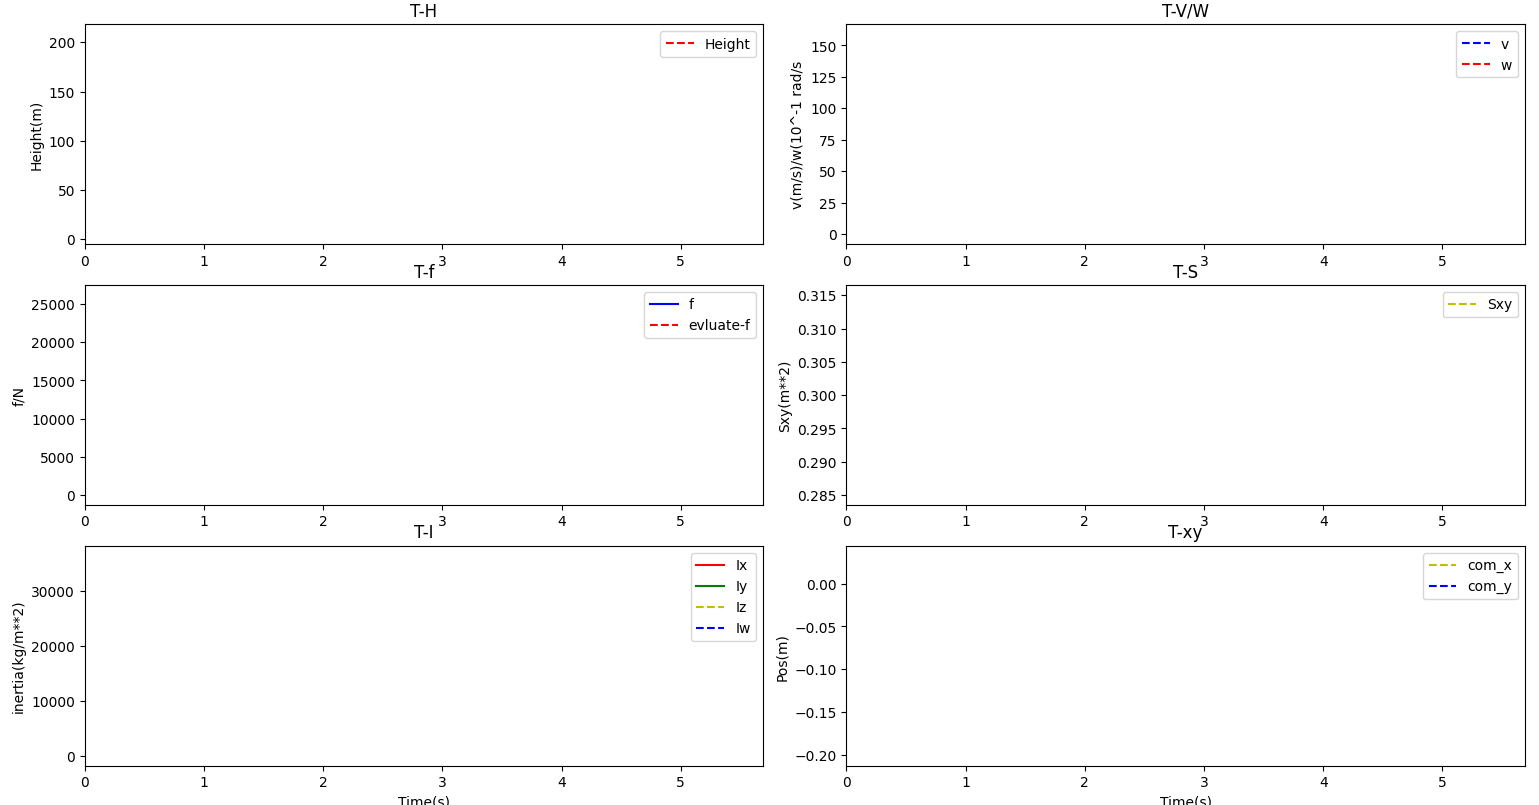 T-H
Height(m)
200
150
100
50
0
0 1 2 3 4 5
Height
T-V/W
v(m/s)/w(10^-1 rad/s
150
125
100
75
50
25
0
0 1 2 3 4 5
v
w
T-f
f/N
25000
20000
15000
10000
5000
0
0 1 2 3 4 5
f
evluate-f
T-S
Sxy(m**2)
0.315
0.310
0.305
0.300
0.295
0.290
0.285
0 1 2 3 4 5
Sxy
T-I
inertia(kg/m**2)
30000
20000
10000
0
0 1 2 3 4 5
Time(s)
Ix
Iy
Iz
Iw
T-xy
Pos(m)
0.00
−0.05
−0.10
−0.15
−0.20
0 1 2 3 4 5
Time(s)
com_x
com_y